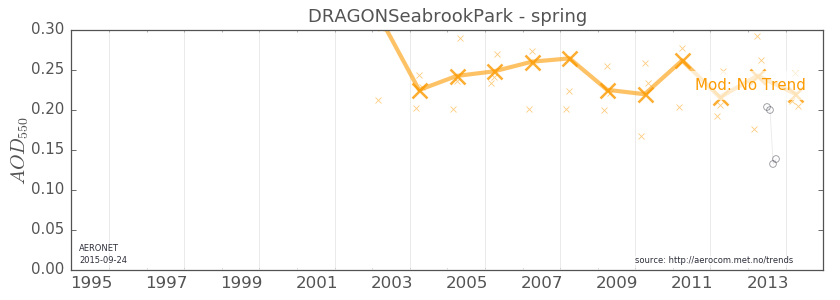 DRAGONSeabrookPark - spring
0.30
0.25
0.20
0.15
0.10
0.05
0.00
AOD550
Mod: No Trend
AERONET
2015-09-24
source: http://aerocom.met.no/trends
1995 1997 1999 2001 2003 2005 2007 2009 2011 2013